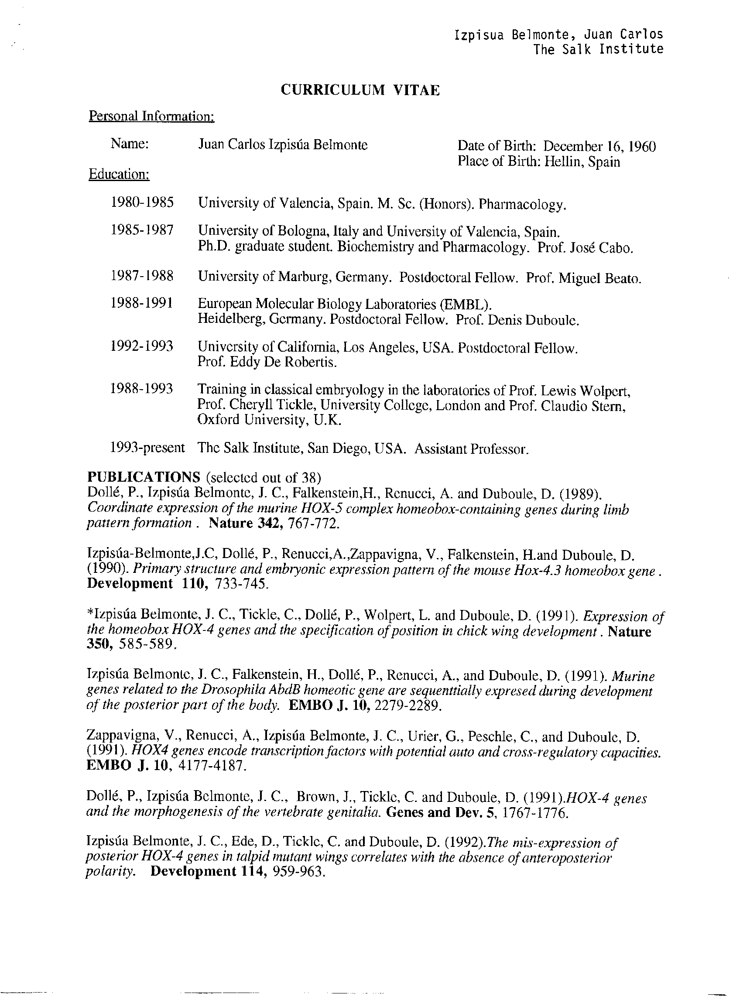 Izpisua Belmonte, Juan Carlos
The Salk Institute
CURRICULUM VITAE
Personal Information:
Name: Juan Carlos Izpisúa Belmonte Date of Birth: December 16, 1960
Place of Birth: Hellin, Spain
Education:
1980-1985 University of Valencia, Spain. M. Sc. (Honors). Pharmacology.
1985-1987 University of Bologna, Italy and University of Valencia, Spain.
Ph.D. graduate student. Biochemistry and Pharmacology. Prof. José Cabo.
1987-1988 University of Marburg, Germany. Postdoctoral Fellow. Prof. Miguel Beato.
1988-1991 European Molecular Biology Laboratories (EMBL).
Heidelberg, Germany. Postdoctoral Fellow. Prof. Denis Duboule.
1992-1993 University of California, Los Angeles, USA. Postdoctoral Fellow.
Prof. Eddy De Robertis.
1988-1993 Training in classical embryology in the laboratories of Prof. Lewis Wolpert,
Prof. Cheryll Tickle, University College, London and Prof. Claudio Stern,
Oxford University, U.K.
1993-present The Salk Institute, San Diego, USA. Assistant Professor.
PUBLICATIONS (selected out of 38)
Dollé, P., Izpisúa Belmonte, J. C., Falkenstein,H., Renucci, A. and Duboule, D. (1989).
Coordinate expression of the murine HOX-5 complex homeobox-containing genes during limb
pattern formation . Nature 342, 767-772.
Izpisúa-Belmonte,J.C, Dollé, P., Renucci,A.,Zappavigna, V., Falkenstein, H.and Duboule, D.
(1990). Primary structure and embryonic expression pattern of the mouse Hox-4.3 homeobox gene .
Development 110, 733-745.
*Izpisúa Belmonte, J. C., Tickle, C., Dollé, P., Wolpert, L. and Duboule, D. (1991). Expression of
the homeobox HOX-4 genes and the specification of position in chick wing development . Nature
350, 585-589.
Izpisúa Belmonte, J. C., Falkenstein, H., Dollé, P., Renucci, A., and Duboule, D. (1991). Murine
genes related to the Drosophila AbdB homeotic gene are sequenttially expresed during development
of the posterior part of the body. EMBO J. 10, 2279-2289.
Zappavigna, V., Renucci, A., Izpisúa Belmonte, J. C., Urier, G., Peschle, C., and Duboule, D.
(1991). HOX4 genes encode transcription factors with potential auto and cross-regulatory capacities.
EMBO J. 10, 4177-4187.
Dollé, P., Izpisúa Belmonte, J. C., Brown, J., Tickle, C. and Duboule, D. (1991).HOX-4 genes
and the morphogenesis of the vertebrate genitalia. Genes and Dev. 5, 1767-1776.
Izpisúa Belmonte, J. C., Ede, D., Tickle, C. and Duboule, D. (1992).The mis-expression of
posterior HOX-4 genes in talpid mutant wings correlates with the absence of anteroposterior
polarity. Development 114, 959-963.